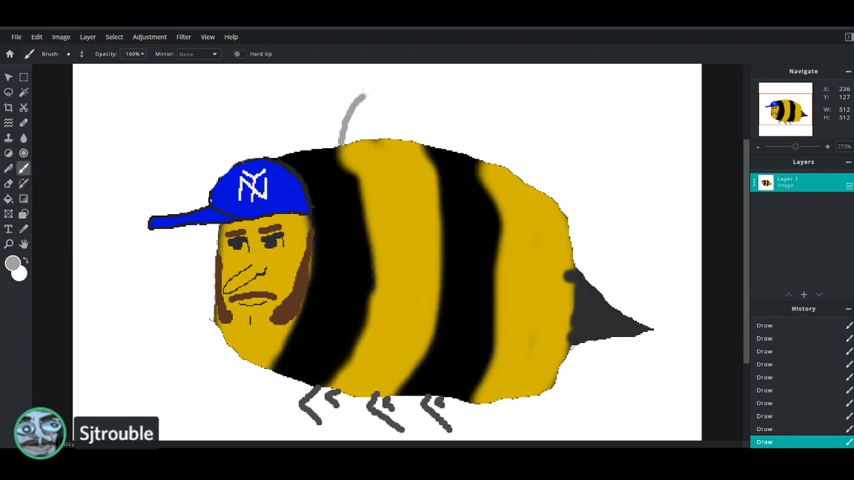 File Edit Image Layer Select Adjustment Filter View Help
Brush: Opacity: 100% Mirror: None Hard tip
Navigate
X: 236
Y: 127
W: 512
H: 512
275%
Layers
Layer 1
Image
History
Draw
Draw
Draw
Draw
Draw
Draw
Draw
Draw
Draw
Draw
NY
Sjtrouble